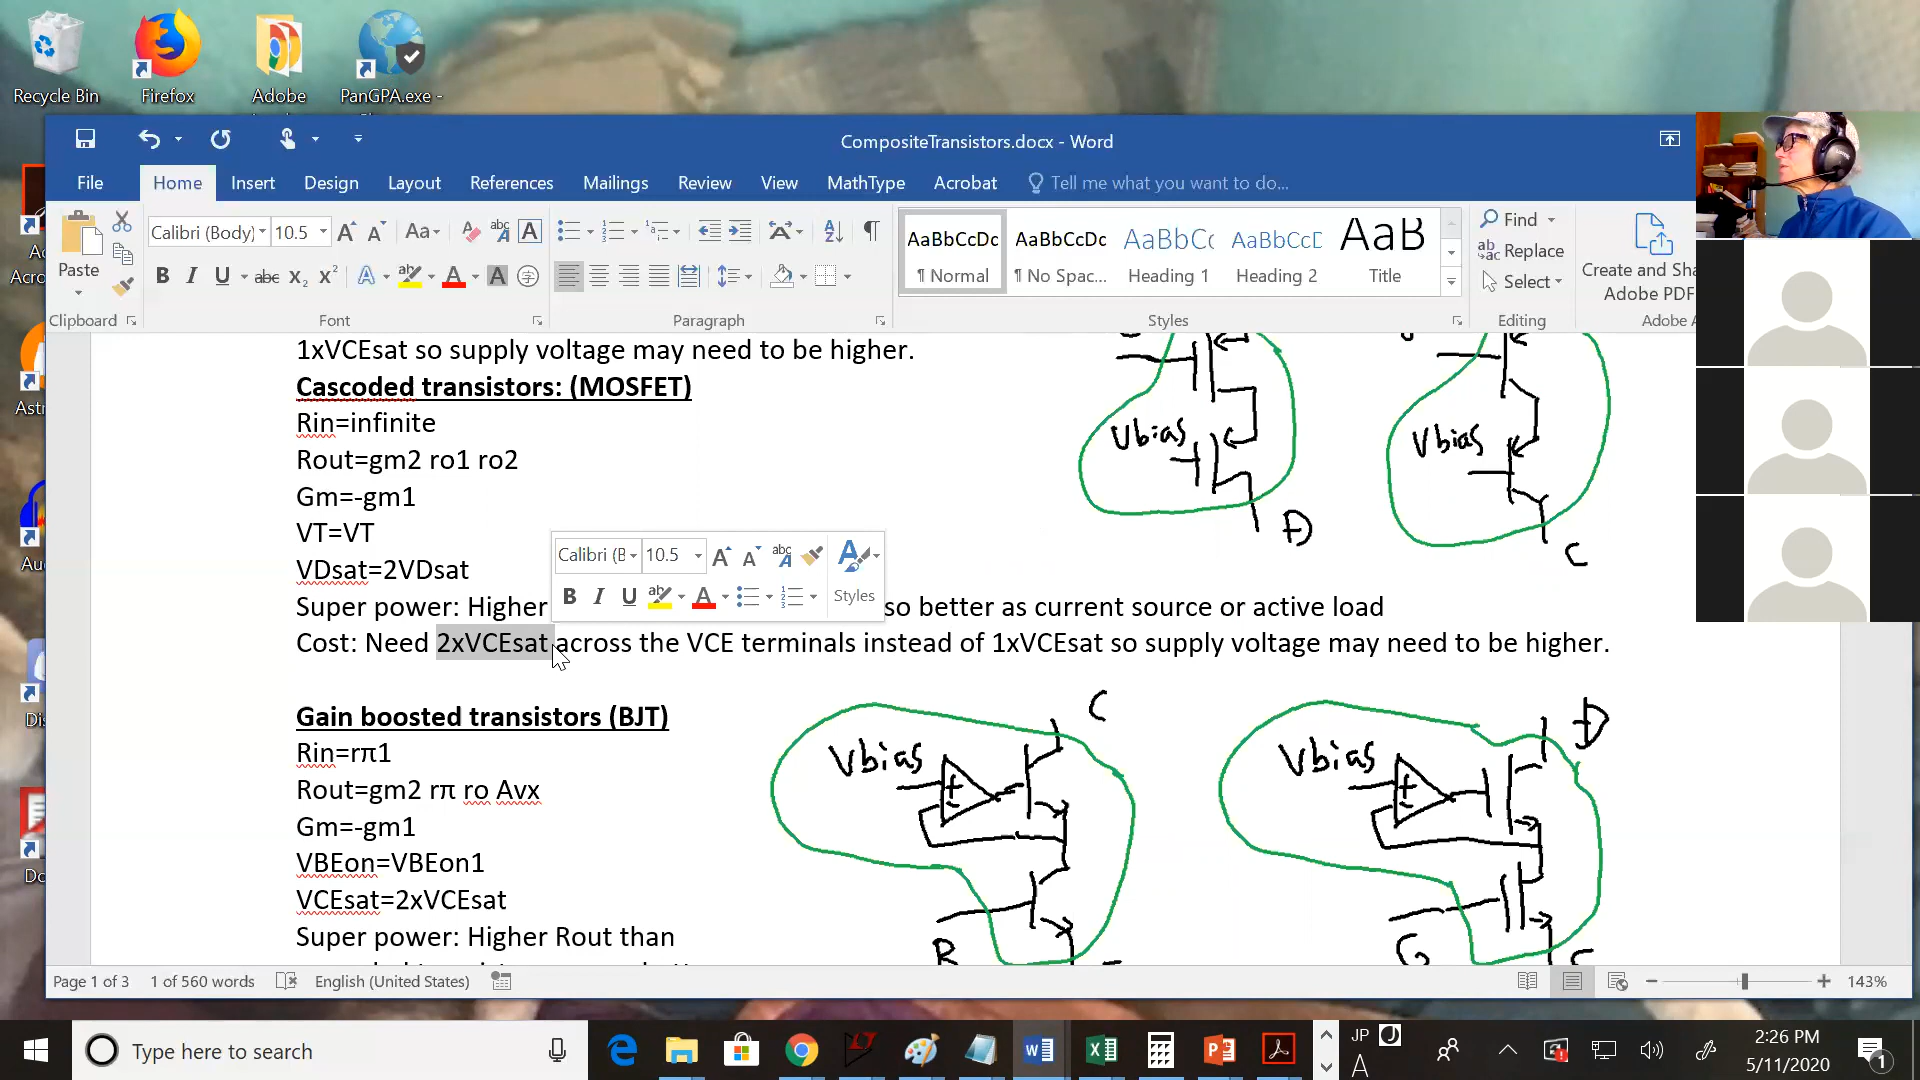 Recycle Bin
Firefox
Adobe
PanGPA.exe -
CompositeTransistors.docx - Word
File
Home
Insert
Design
Layout
References
Mailings
Review
View
MathType
Acrobat
Tell me what you want to do...
Paste
Clipboard
Calibri (Body)
10.5
Aa
B I U abc X₂ X²
Font
Paragraph
AaBbCcDc
¶ Normal
AaBbCcDc
¶ No Spac...
AaBbCc
Heading 1
AaBbCcD
Heading 2
AaB
Title
Styles
Find
Replace
Select
Editing
Create and Sha
Adobe PDF
Adobe A
1xVCEsat so supply voltage may need to be higher.
Cascoded transistors: (MOSFET)
Rin=infinite
Rout=gm2 ro1 ro2
Gm=-gm1
VT=VT
VDsat=2VDsat
Super power: Higher
so better as current source or active load
Cost: Need 2xVCEsat across the VCE terminals instead of 1xVCEsat so supply voltage may need to be higher.
Calibri (B
10.5
B I U
Styles
Vbias
D
Vbias
C
Gain boosted transistors (BJT)
Rin=rπ1
Rout=gm2 rπ ro Avx
Gm=-gm1
VBEon=VBEon1
VCEsat=2xVCEsat
Super power: Higher Rout than
Vbias
C
B
Vbias
D
G
Page 1 of 3
1 of 560 words
English (United States)
143%
Type here to search
JP
A
2:26 PM
5/11/2020
1